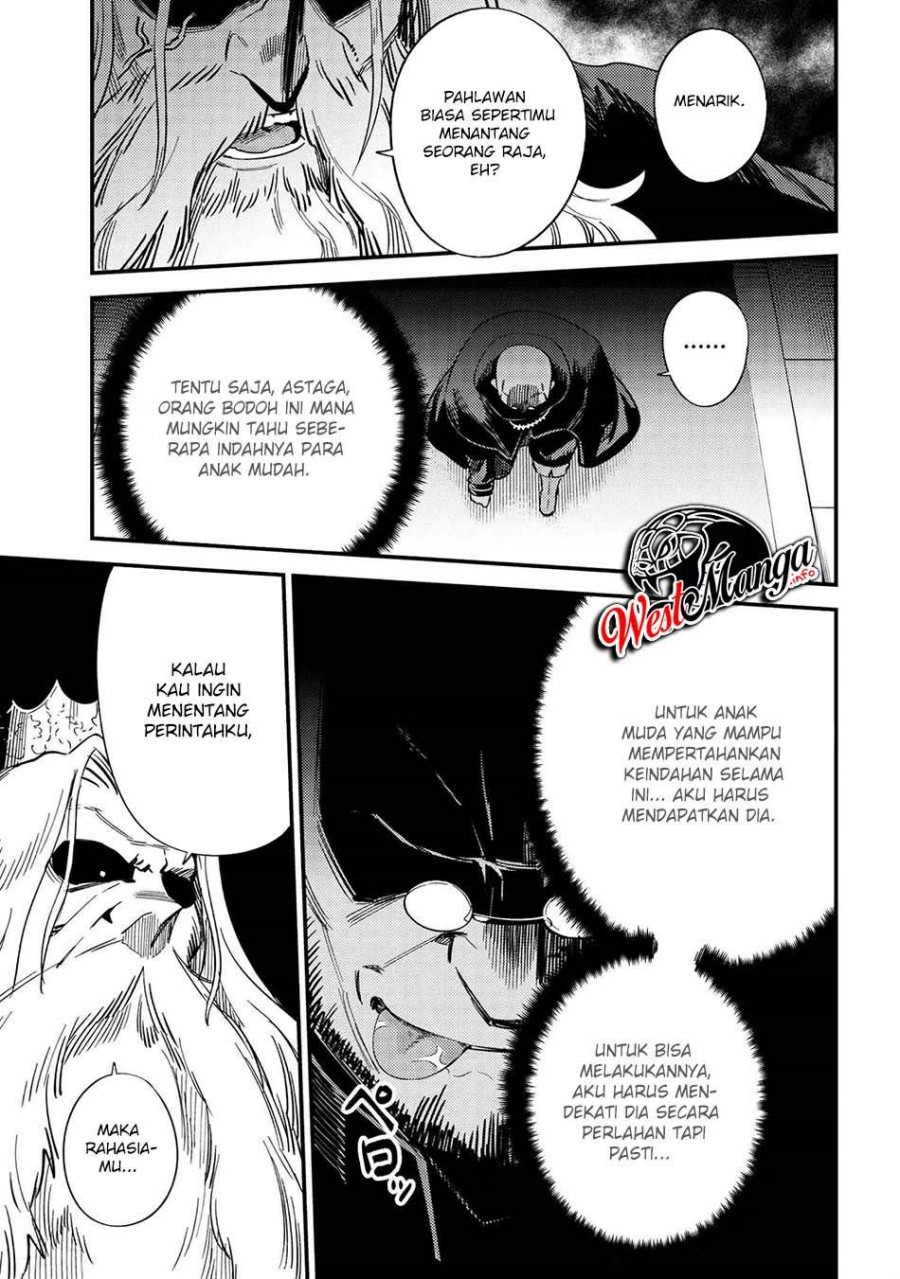 MENARIK.
PAHLAWAN
BIASA SEPERTIMU
MENANTANG
SEORANG RAJA,
EH?
......
TENTU SAJA, ASTAGA,
ORANG BODOH INI MANA
MUNGKIN TAHU SEBE-
RAPA INDAHNYA PARA
ANAK MUDAH.
WestManga
.info
UNTUK ANAK
MUDA YANG MAMPU
MEMPERTAHANKAN
KEINDAHAN SELAMA
INI... AKU HARUS
MENDAPATKAN DIA.
UNTUK BISA
MELAKUKANNYA,
AKU HARUS MEN-
DEKATI DIA SECARA
PERLAHAN TAPI
PASTI...
ペロッ
KALAU
KAU INGIN
MENENTANG
PERINTAHKU,
MAKA
RAHASIA-
MU...